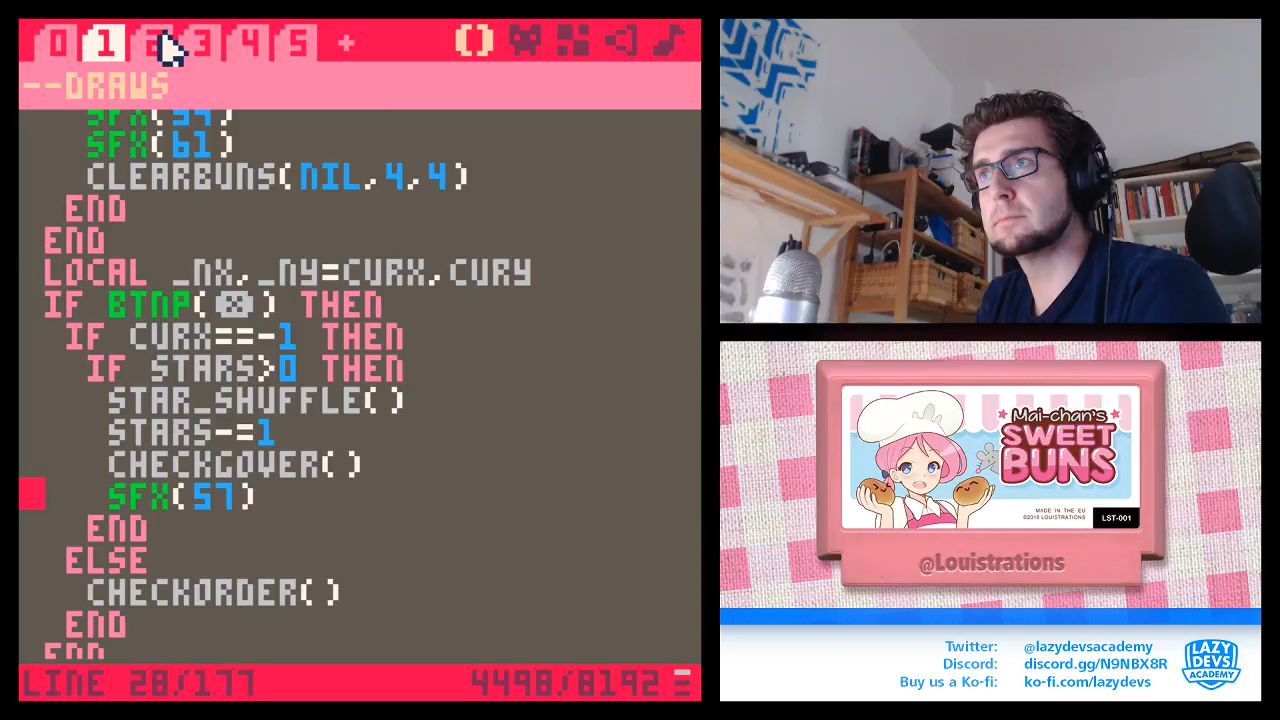 0 1 2 3 4 5 +
--DRAWS
SFX(59)
SFX(61)
CLEARBUNS(NIL,4,4)
END
END
LOCAL _NX,_NY=CURX,CURY
IF BTNP(❎) THEN
IF CURX==-1 THEN
IF STARS>0 THEN
STAR_SHUFFLE()
STARS-=1
CHECKGOVER()
SFX(57)
END
ELSE
CHECKORDER()
END
END
LINE 28/177
4498/8192
Mai-chan's
SWEET
BUNS
MADE IN THE EU
©2018 LOUISTRATIONS
LST-001
@Louistrations
Twitter: @lazydevsacademy
Discord: discord.gg/N9NBX8R
Buy us a Ko-fi: ko-fi.com/lazydevs
LAZY
DEVS
ACADEMY